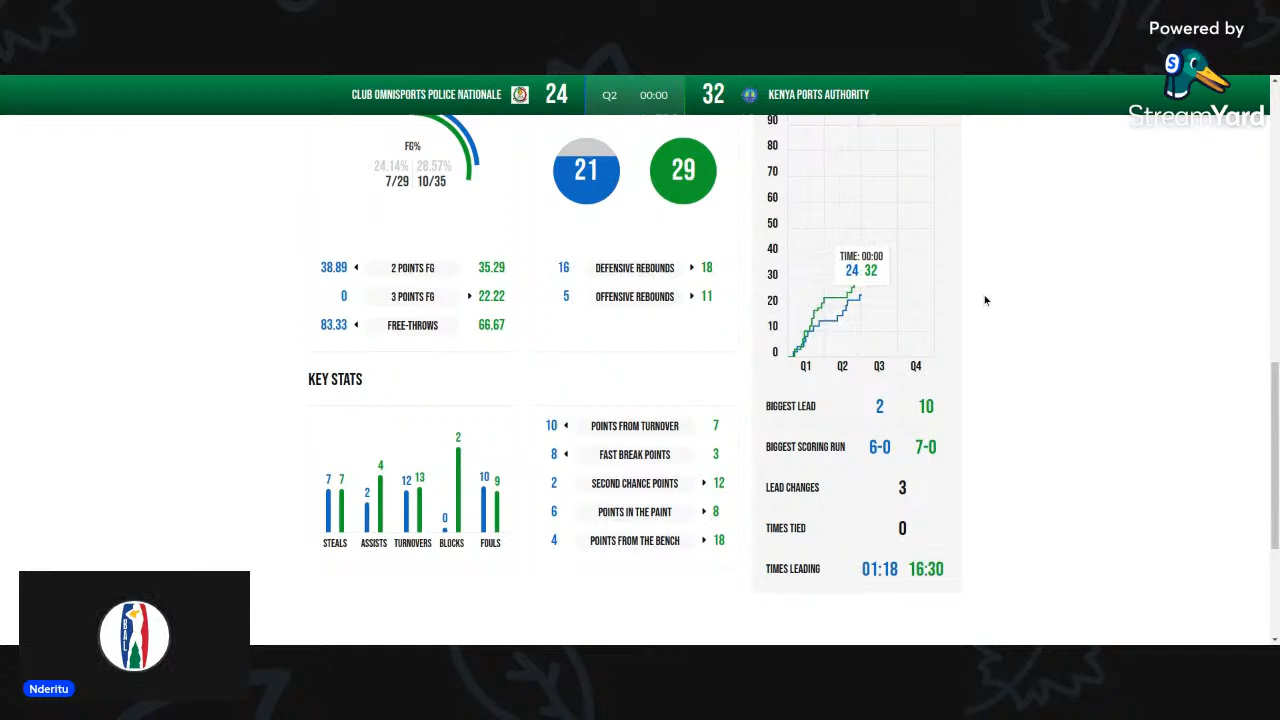 Powered by
StreamYard
CLUB OMNISPORTS POLICE NATIONALE 24 Q2 00:00 32 KENYA PORTS AUTHORITY
FG%
24.14% 28.57%
7/29 10/35
21 29
38.89 2 POINTS FG 35.29
0 3 POINTS FG 22.22
83.33 FREE-THROWS 66.67
16 DEFENSIVE REBOUNDS 18
5 OFFENSIVE REBOUNDS 11
90
80
70
60
50
40
30
20
10
0
TIME: 00:00
24 32
Q1 Q2 Q3 Q4
KEY STATS
7 7 2 4 12 13 0 2 10 9
STEALS ASSISTS TURNOVERS BLOCKS FOULS
10 POINTS FROM TURNOVER 7
8 FAST BREAK POINTS 3
2 SECOND CHANCE POINTS 12
6 POINTS IN THE PAINT 8
4 POINTS FROM THE BENCH 18
BIGGEST LEAD 2 10
BIGGEST SCORING RUN 6-0 7-0
LEAD CHANGES 3
TIMES TIED 0
TIMES LEADING 01:18 16:30
BAL
Nderitu